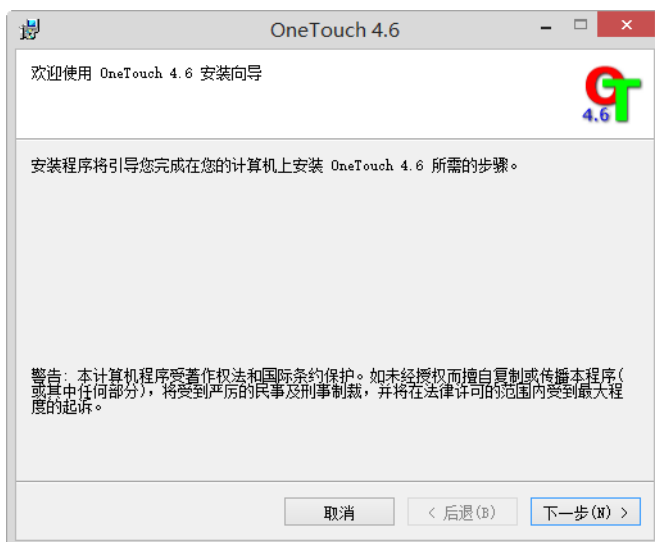 OneTouch 4.6
欢迎使用 OneTouch 4.6 安装向导
OT
4.6
安装程序将引导您完成在您的计算机上安装 OneTouch 4.6 所需的步骤。
警告: 本计算机程序受著作权法和国际条约保护。如未经授权而擅自复制或传播本程序(
或其中任何部分), 将受到严厉的民事及刑事制裁, 并将在法律许可的范围内受到最大程
度的起诉。
取消
< 后退(B)
下一步(N) >